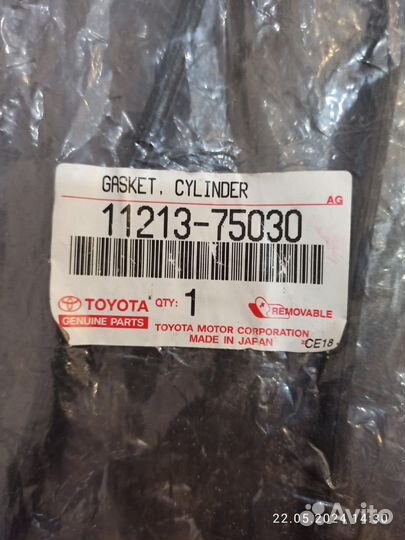 GASKET, CYLINDER
AG
11213-75030
TOYOTA QTY: 1 REMOVABLE
GENUINE PARTS
TOYOTA MOTOR CORPORATION
MADE IN JAPAN
CE18
22.05.2024 14:30
Avito